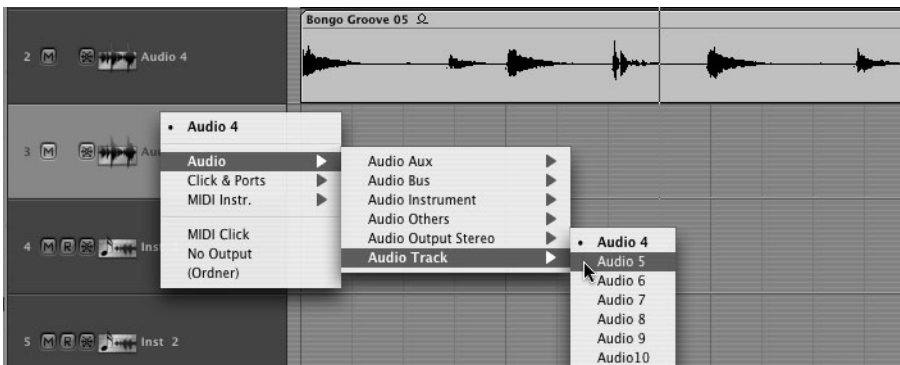 Bongo Groove 05
2 M Audio 4
3 M
4 M R
5 M R Inst 2
• Audio 4
Audio
Click & Ports
MIDI Instr.
MIDI Click
No Output
(Ordner)
Audio Aux
Audio Bus
Audio Instrument
Audio Others
Audio Output Stereo
Audio Track
• Audio 4
Audio 5
Audio 6
Audio 7
Audio 8
Audio 9
Audio10